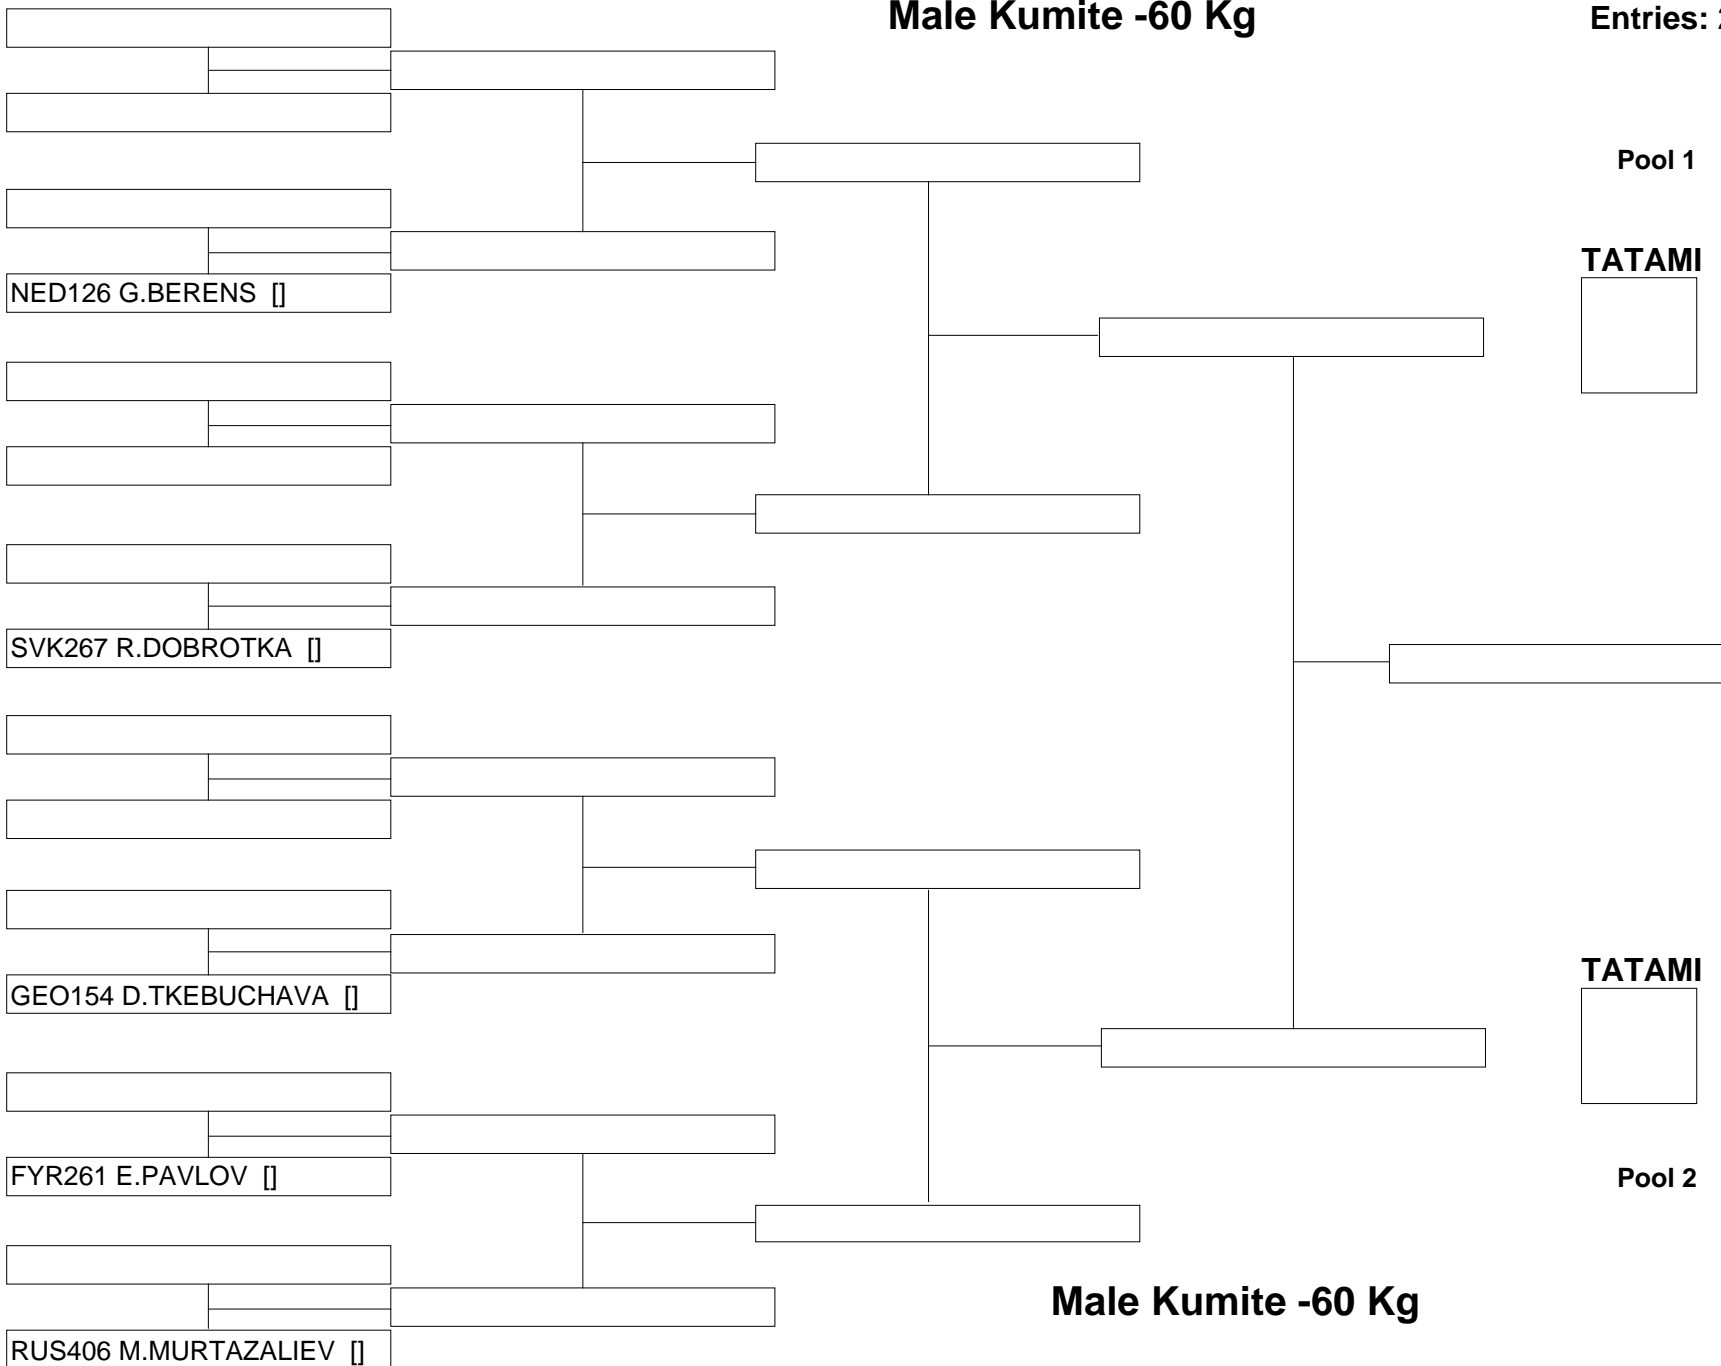 Male Kumite -60 Kg
Entries:
Pool 1
TATAMI
NED126 G.BERENS []
SVK267 R.DOBROTKA []
TATAMI
GEO154 D.TKEBUCHAVA []
FYR261 E.PAVLOV []
Pool 2
Male Kumite -60 Kg
RUS406 M.MURTAZALIEV []